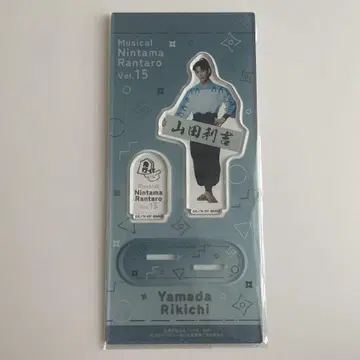 Musical
Nintama
Rantaro
Vol.15
山田利吉
Musical
Nintama
Rantaro
Vol.15
Yamada
Rikichi